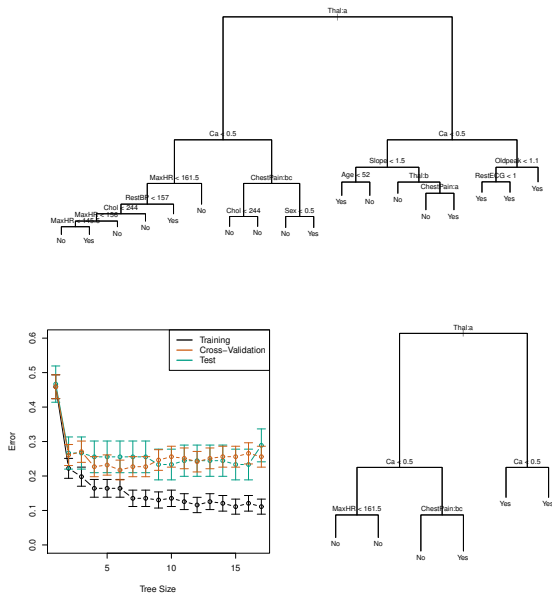 Thal:a
Ca < 0.5
Ca < 0.5
Slope < 1.5
Oldpeak < 1.1
MaxHR < 161.5
ChestPain:bc
Age < 52
Thal:b
RestECG < 1
ChestPain:a
RestBP < 157
Chol < 244
MaxHR < 156
MaxHR < 145.5
Chol < 244
Sex < 0.5
Yes
No
No
Yes
Yes
No
No
Yes
Yes
No
No
No
No
No
Yes
No
Yes
0.6
0.5
0.4
0.3
0.2
0.1
0.0
Error
Training
Cross−Validation
Test
5
10
15
Tree Size
Thal:a
Ca < 0.5
Ca < 0.5
Yes
Yes
MaxHR < 161.5
ChestPain:bc
No
No
No
Yes